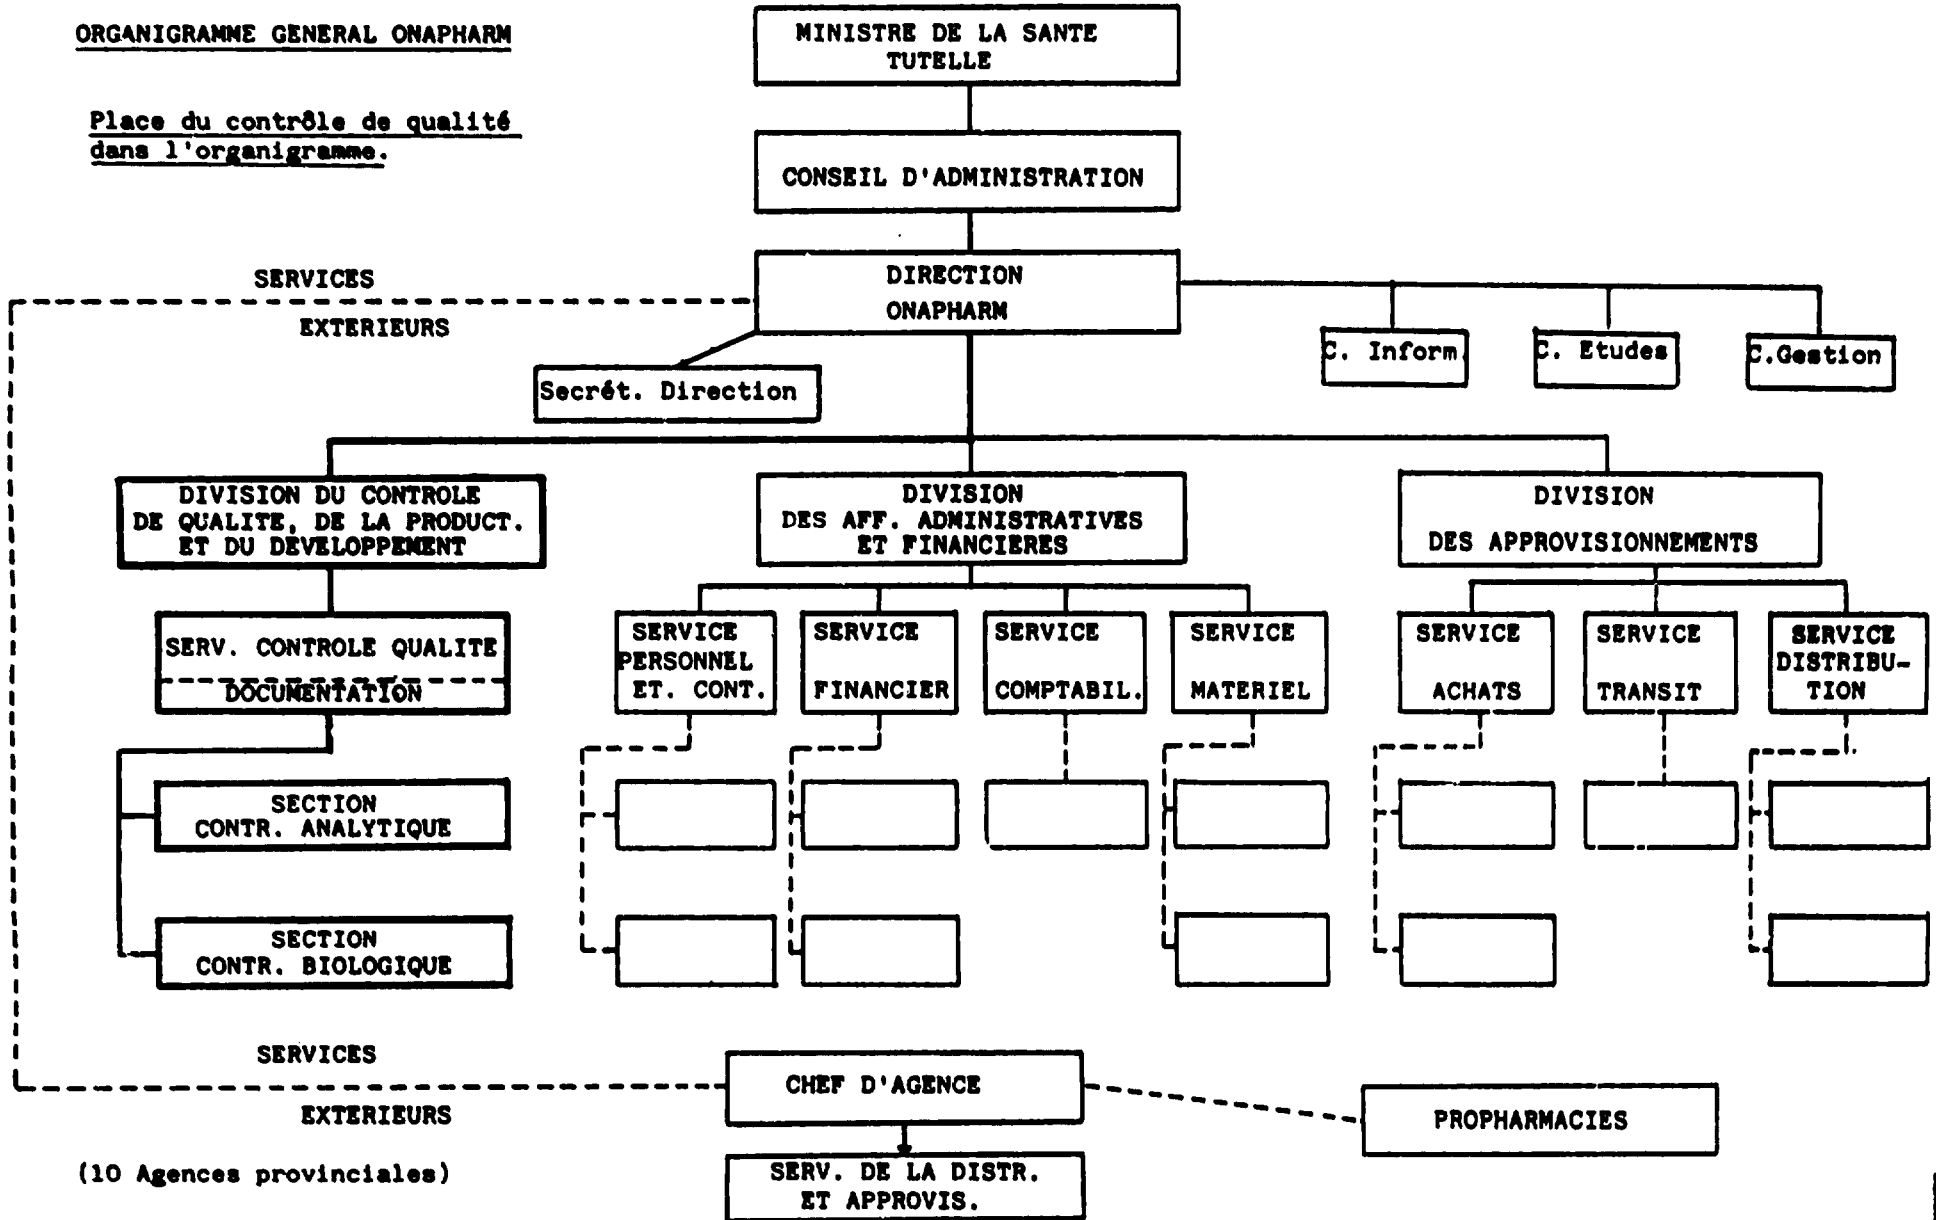 ORGANIGRAMME GENERAL ONAPHARM
Place du contrôle de qualité
dans l'organigramme.
MINISTRE DE LA SANTE
TUTELLE
CONSEIL D'ADMINISTRATION
DIRECTION
ONAPHARM
SERVICES
EXTERIEURS
Secrét. Direction
C. Inform
C. Etudes
C.Gestion
DIVISION DU CONTROLE
DE QUALITE, DE LA PRODUCT.
ET DU DEVELOPPEMENT
DIVISION
DES AFF. ADMINISTRATIVES
ET FINANCIERES
DIVISION
DES APPROVISIONNEMENTS
SERV. CONTROLE QUALITE
DOCUMENTATION
SERVICE
PERSONNEL
ET. CONT.
SERVICE
FINANCIER
SERVICE
COMPTABIL.
SERVICE
MATERIEL
SERVICE
ACHATS
SERVICE
TRANSIT
SERVICE
DISTRIBU-
TION
SECTION
CONTR. ANALYTIQUE
SECTION
CONTR. BIOLOGIQUE
SERVICES
EXTERIEURS
(10 Agences provinciales)
CHEF D'AGENCE
PROPHARMACIES
SERV. DE LA DISTR.
ET APPROVIS.